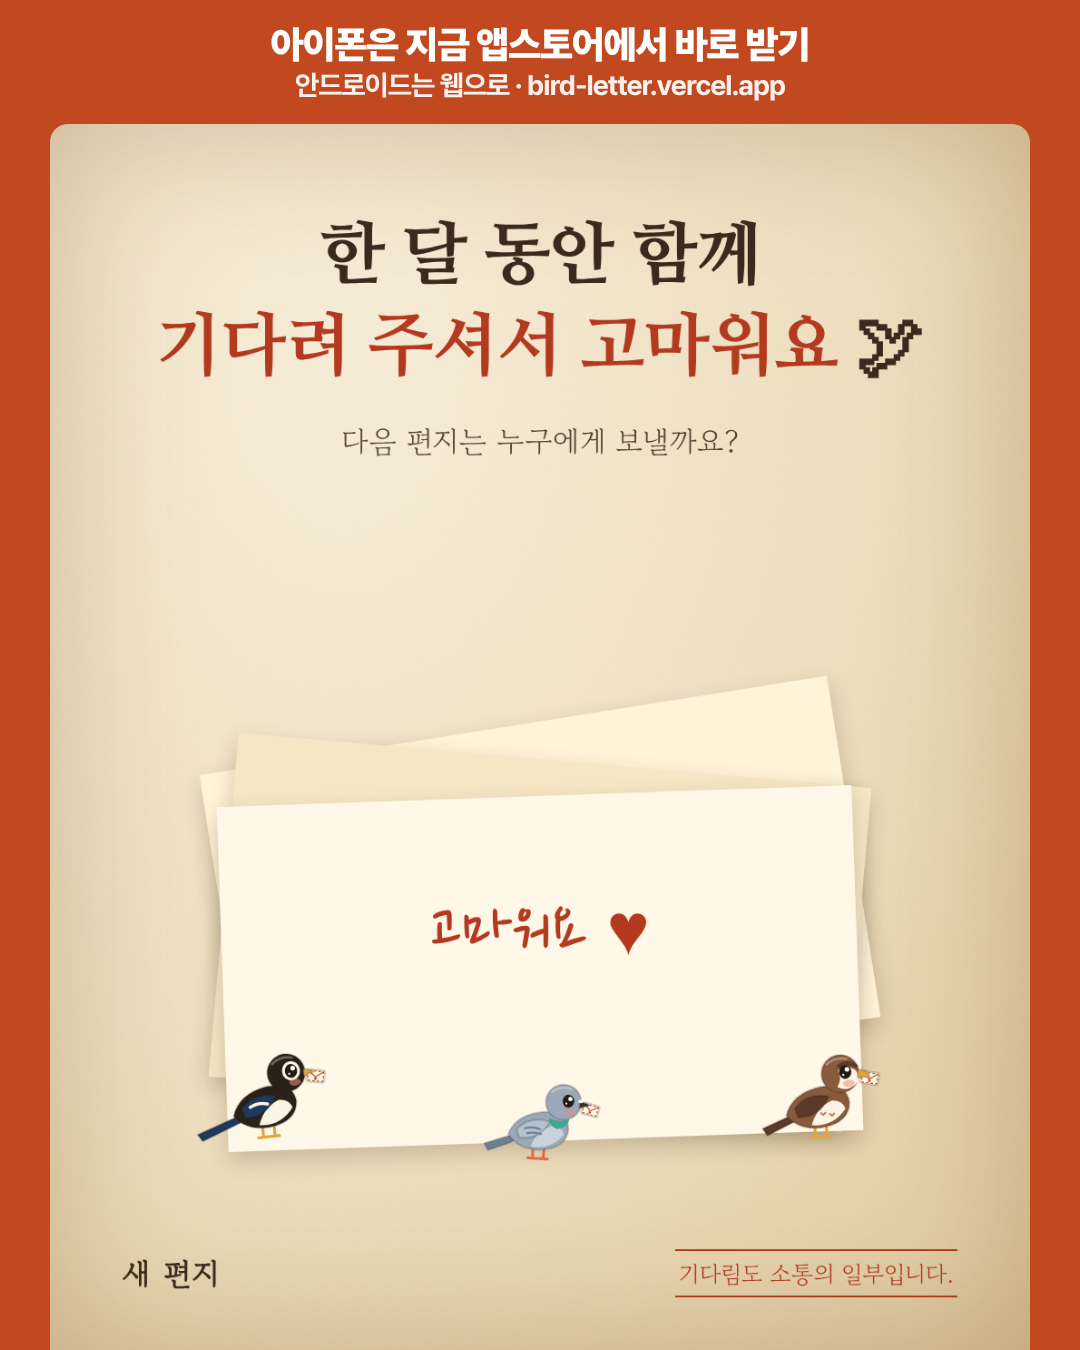 아이폰은 지금 앱스토어에서 바로 받기
안드로이드는 웹으로 · bird-letter.vercel.app
한 달 동안 함께
기다려 주셔서 고마워요 🕊
다음 편지는 누구에게 보낼까요?
고마워요 ♥
새 편지
기다림도 소통의 일부입니다.